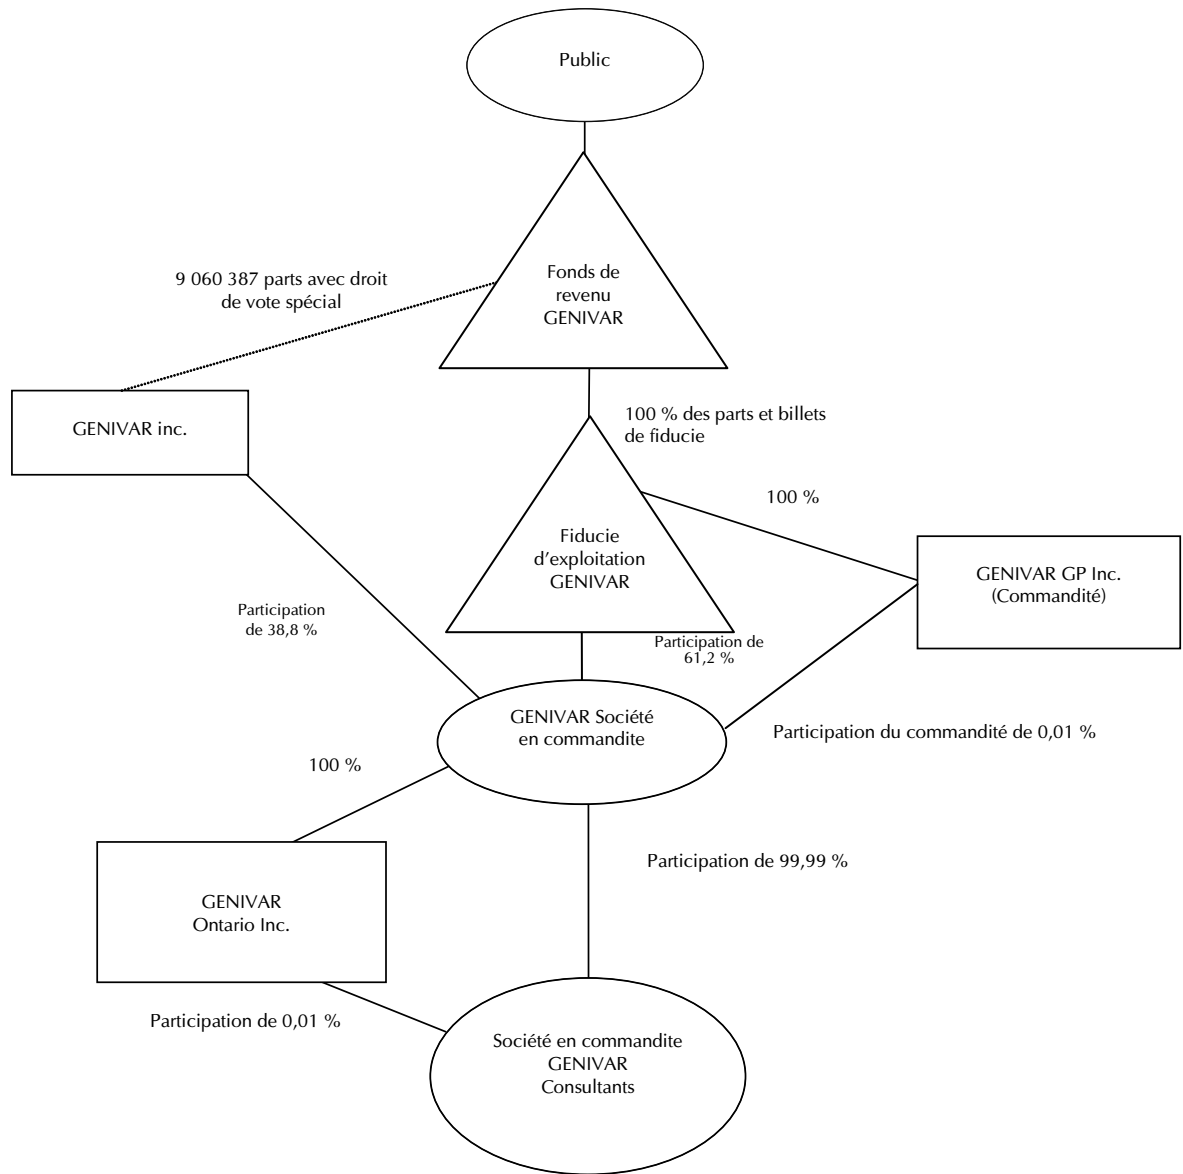 Public
9 060 387 parts avec droit
de vote spécial
Fonds de
revenu
GENIVAR
GENIVAR inc.
100 % des parts et billets
de fiducie
100 %
Fiducie
d’exploitation
GENIVAR
GENIVAR GP Inc.
(Commandité)
Participation
de 38,8 %
Participation de
61,2 %
GENIVAR Société
en commandite
Participation du commandité de 0,01 %
100 %
Participation de 99,99 %
GENIVAR
Ontario Inc.
Participation de 0,01 %
Société en commandite
GENIVAR
Consultants